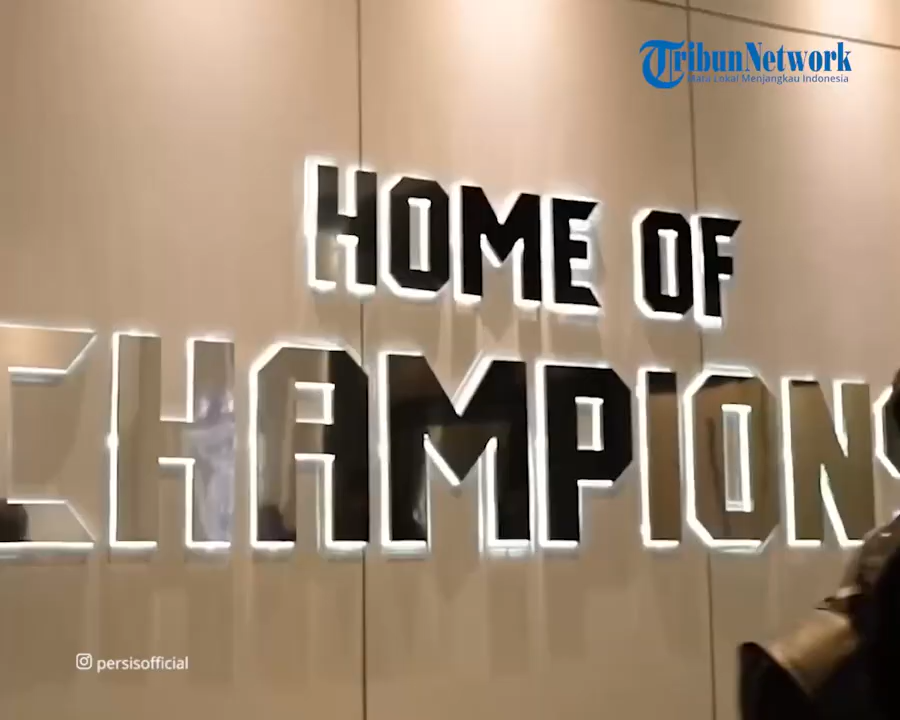 TribunNetwork
Mata Lokal Menjangkau Indonesia
HOME OF
CHAMPIONS
persisofficial